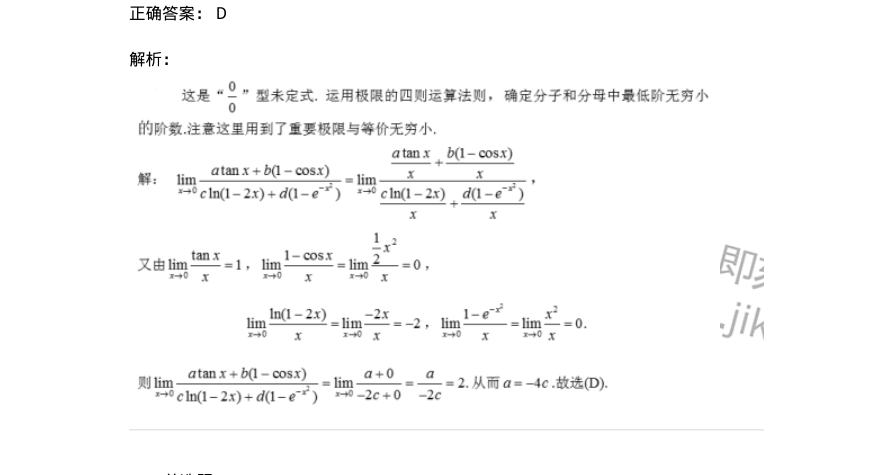 正确答案： D
解析：
这是“0/0”型未定式. 运用极限的四则运算法则，确定分子和分母中最低阶无穷小
的阶数.注意这里用到了重要极限与等价无穷小.
解： lim_{x→0} (a tan x + b(1−cos x))/(c ln(1−2x) + d(1−e^{−x²})) = lim_{x→0} ((a tan x)/x + (b(1−cos x))/x)/((c ln(1−2x))/x + (d(1−e^{−x²}))/x)，
又由 lim_{x→0} (tan x)/x = 1， lim_{x→0} (1−cos x)/x = lim_{x→0} (1/2 x²)/x = 0，
lim_{x→0} (ln(1−2x))/x = lim_{x→0} (−2x)/x = −2， lim_{x→0} (1−e^{−x²})/x = lim_{x→0} x²/x = 0.
则 lim_{x→0} (a tan x + b(1−cos x))/(c ln(1−2x) + d(1−e^{−x²})) = lim_{x→0} (a+0)/(−2c+0) = a/(−2c) = 2. 从而 a = −4c .故选(D).
即
.jik